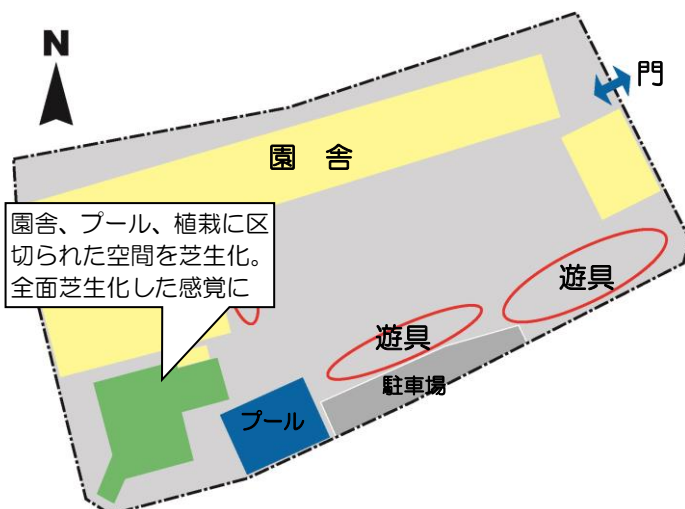 N
門
園　舎
園舎、プール、植栽に区
切られた空間を芝生化。
全面芝生化した感覚に
遊具
遊具
駐車場
プール